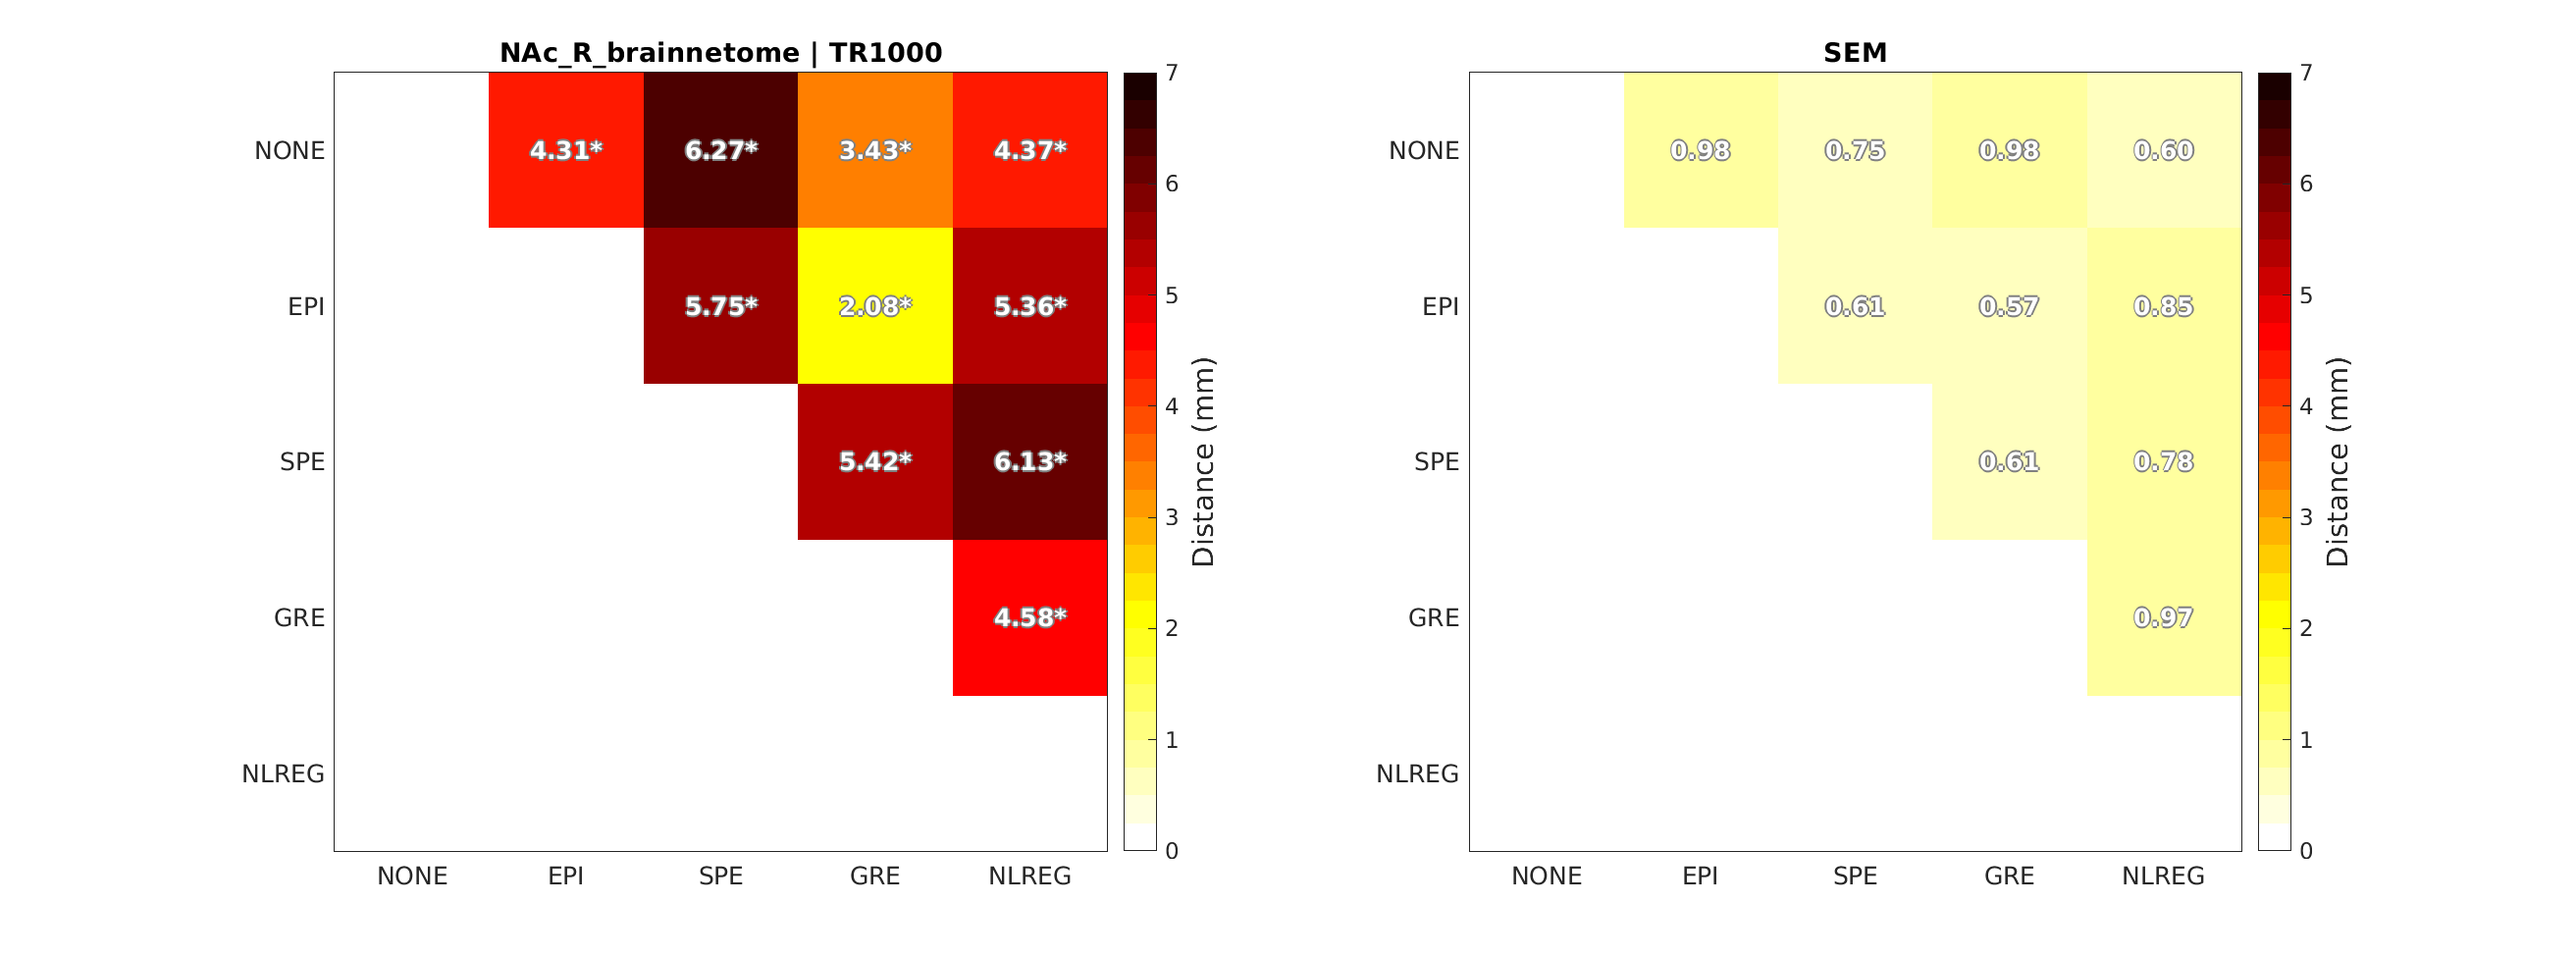 NAc_R_brainnetome | TR1000
NONE
EPI
SPE
GRE
NLREG
4.31* 6.27* 3.43* 4.37*
5.75* 2.08* 5.36*
5.42* 6.13*
4.58*
NONE EPI SPE GRE NLREG
7
6
5
4
3
2
1
0
Distance (mm)
SEM
NONE
EPI
SPE
GRE
NLREG
0.98 0.75 0.98 0.60
0.61 0.57 0.85
0.61 0.78
0.97
NONE EPI SPE GRE NLREG
7
6
5
4
3
2
1
0
Distance (mm)